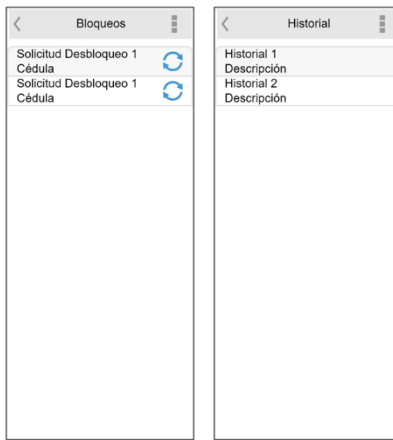 Bloqueos
Solicitud Desbloqueo 1
Cédula
Solicitud Desbloqueo 1
Cédula
Historial
Historial 1
Descripción
Historial 2
Descripción